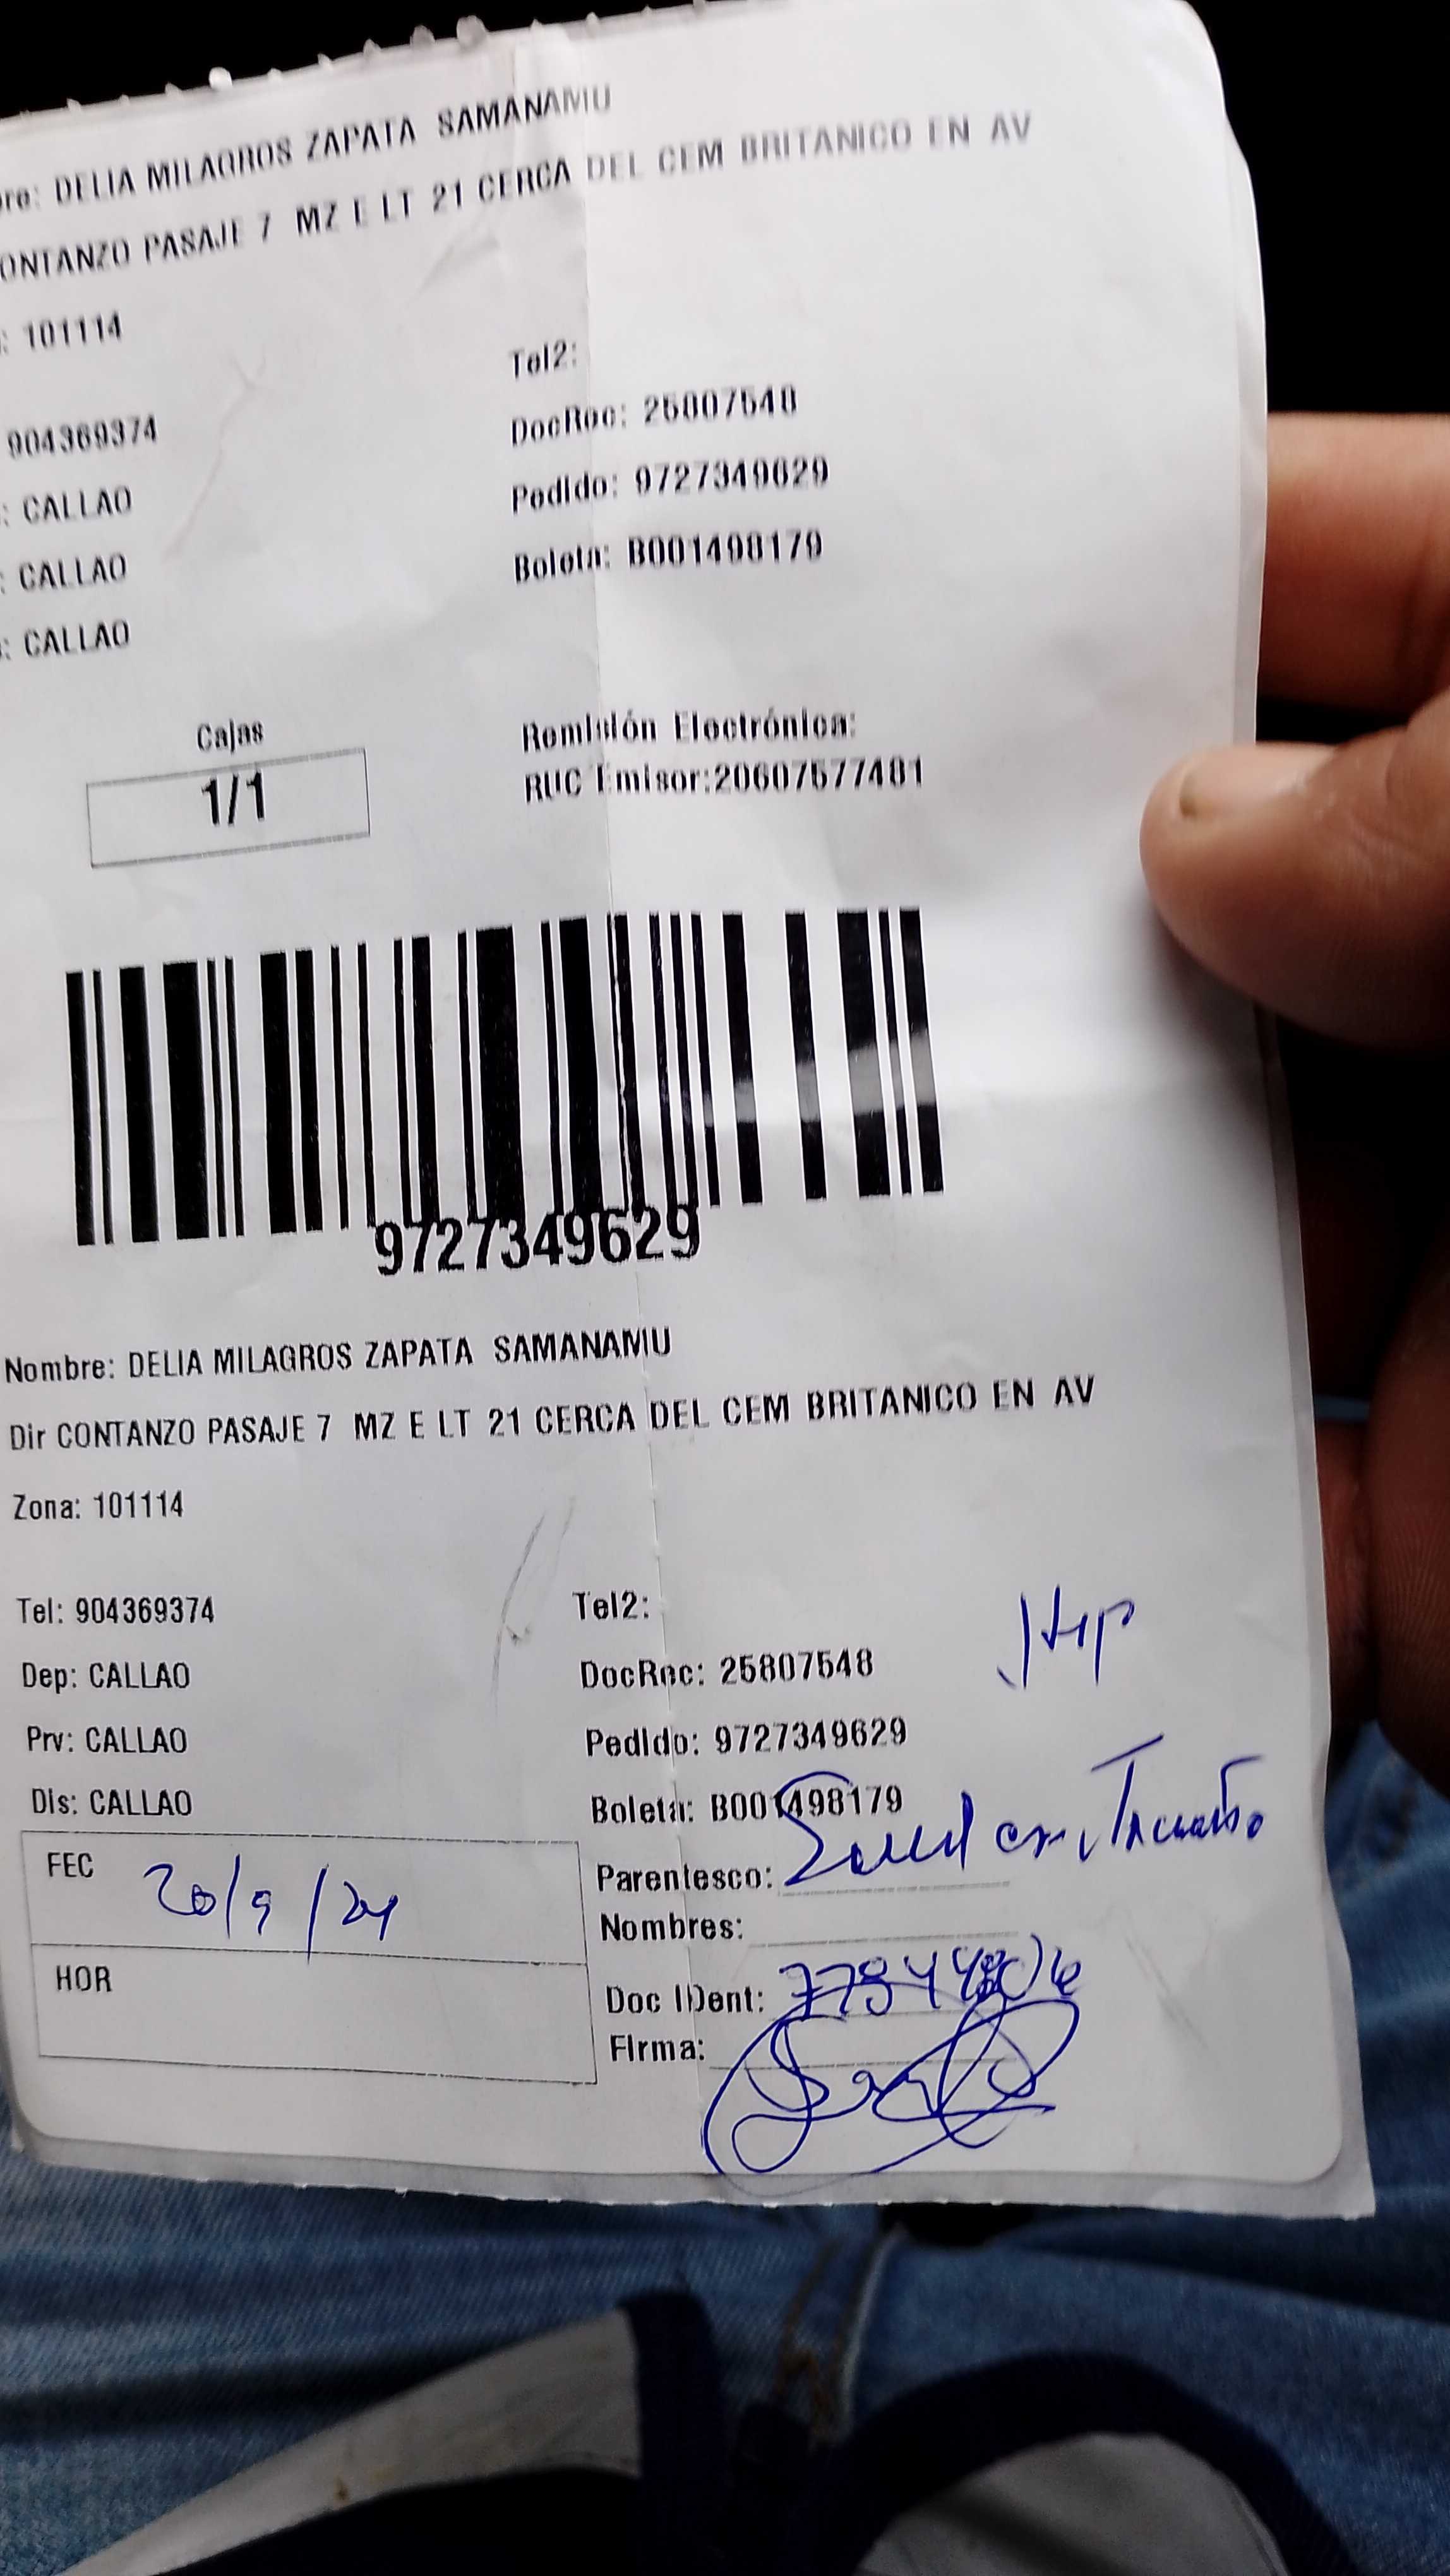 re: DELIA MILAGROS ZAPATA SAMANAMU
ONTANZO PASAJE 7 MZ E LT 21 CERCA DEL CEM BRITANICO EN AV
: 101114
Tel2:
904369374
DocRec: 25807548
: CALLAO
Pedido: 9727349629
: CALLAO
Boleta: B001498179
: CALLAO
Cajas
1/1
Remisión Electrónica:
RUC Emisor:20607577481
9727349629
Nombre: DELIA MILAGROS ZAPATA SAMANAMU
Dir CONTANZO PASAJE 7 MZ E LT 21 CERCA DEL CEM BRITANICO EN AV
Zona: 101114
Tel: 904369374 Tel2:
Dep: CALLAO DocRec: 25807548
Prv: CALLAO Pedido: 9727349629
Dis: CALLAO Boleta: B001498179
FEC 20/9/24
Parentesco:
Nombres:
HOR
Doc IDent:
Firma: